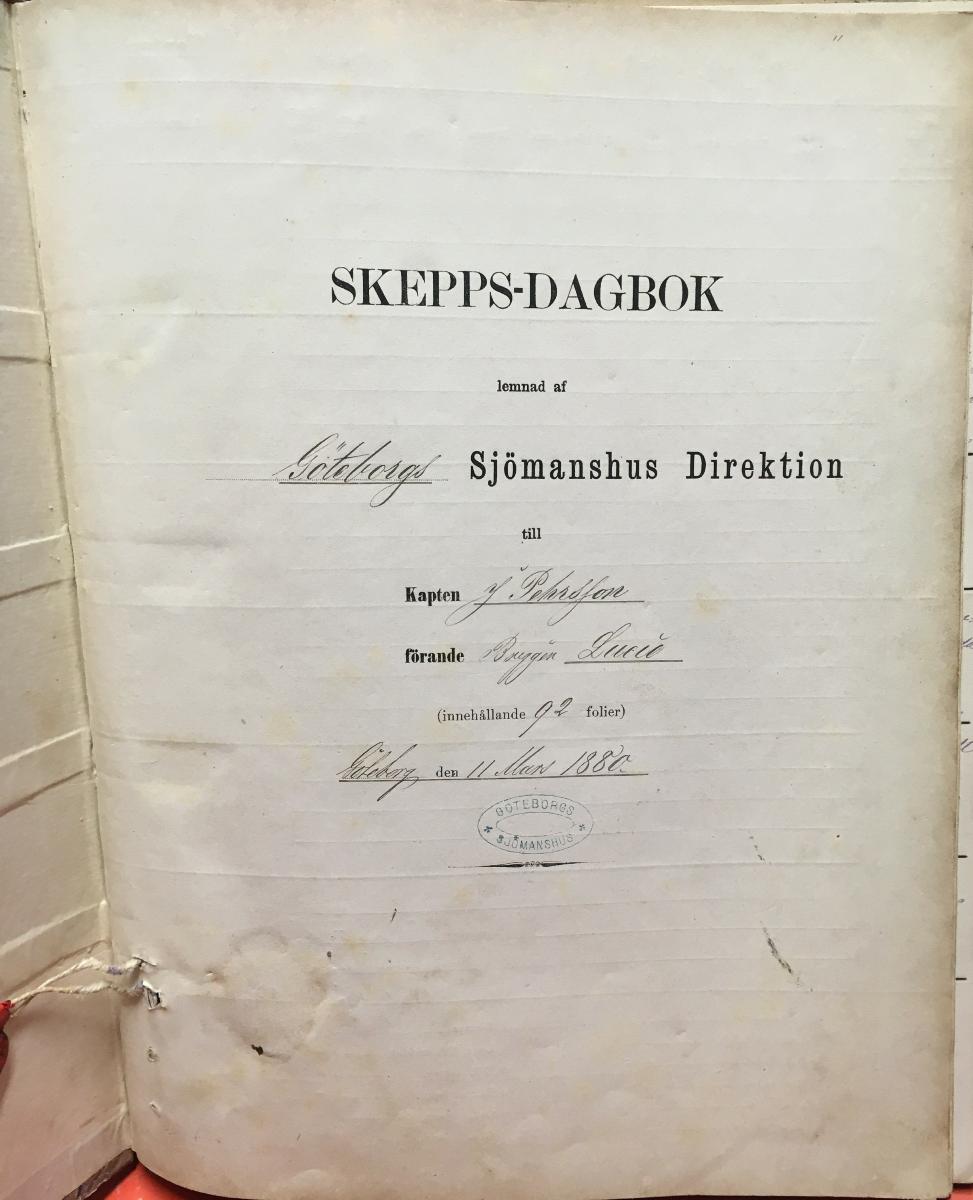 SKEPPS-DAGBOK
lemnad af
Göteborgs Sjömanshus Direktion
till
Kapten J Pehrsson
förande Briggen Lucie
(innehållande 92 folier)
Göteborg den 11 Mars 1880.
GÖTEBORGS
SJÖMANSHUS